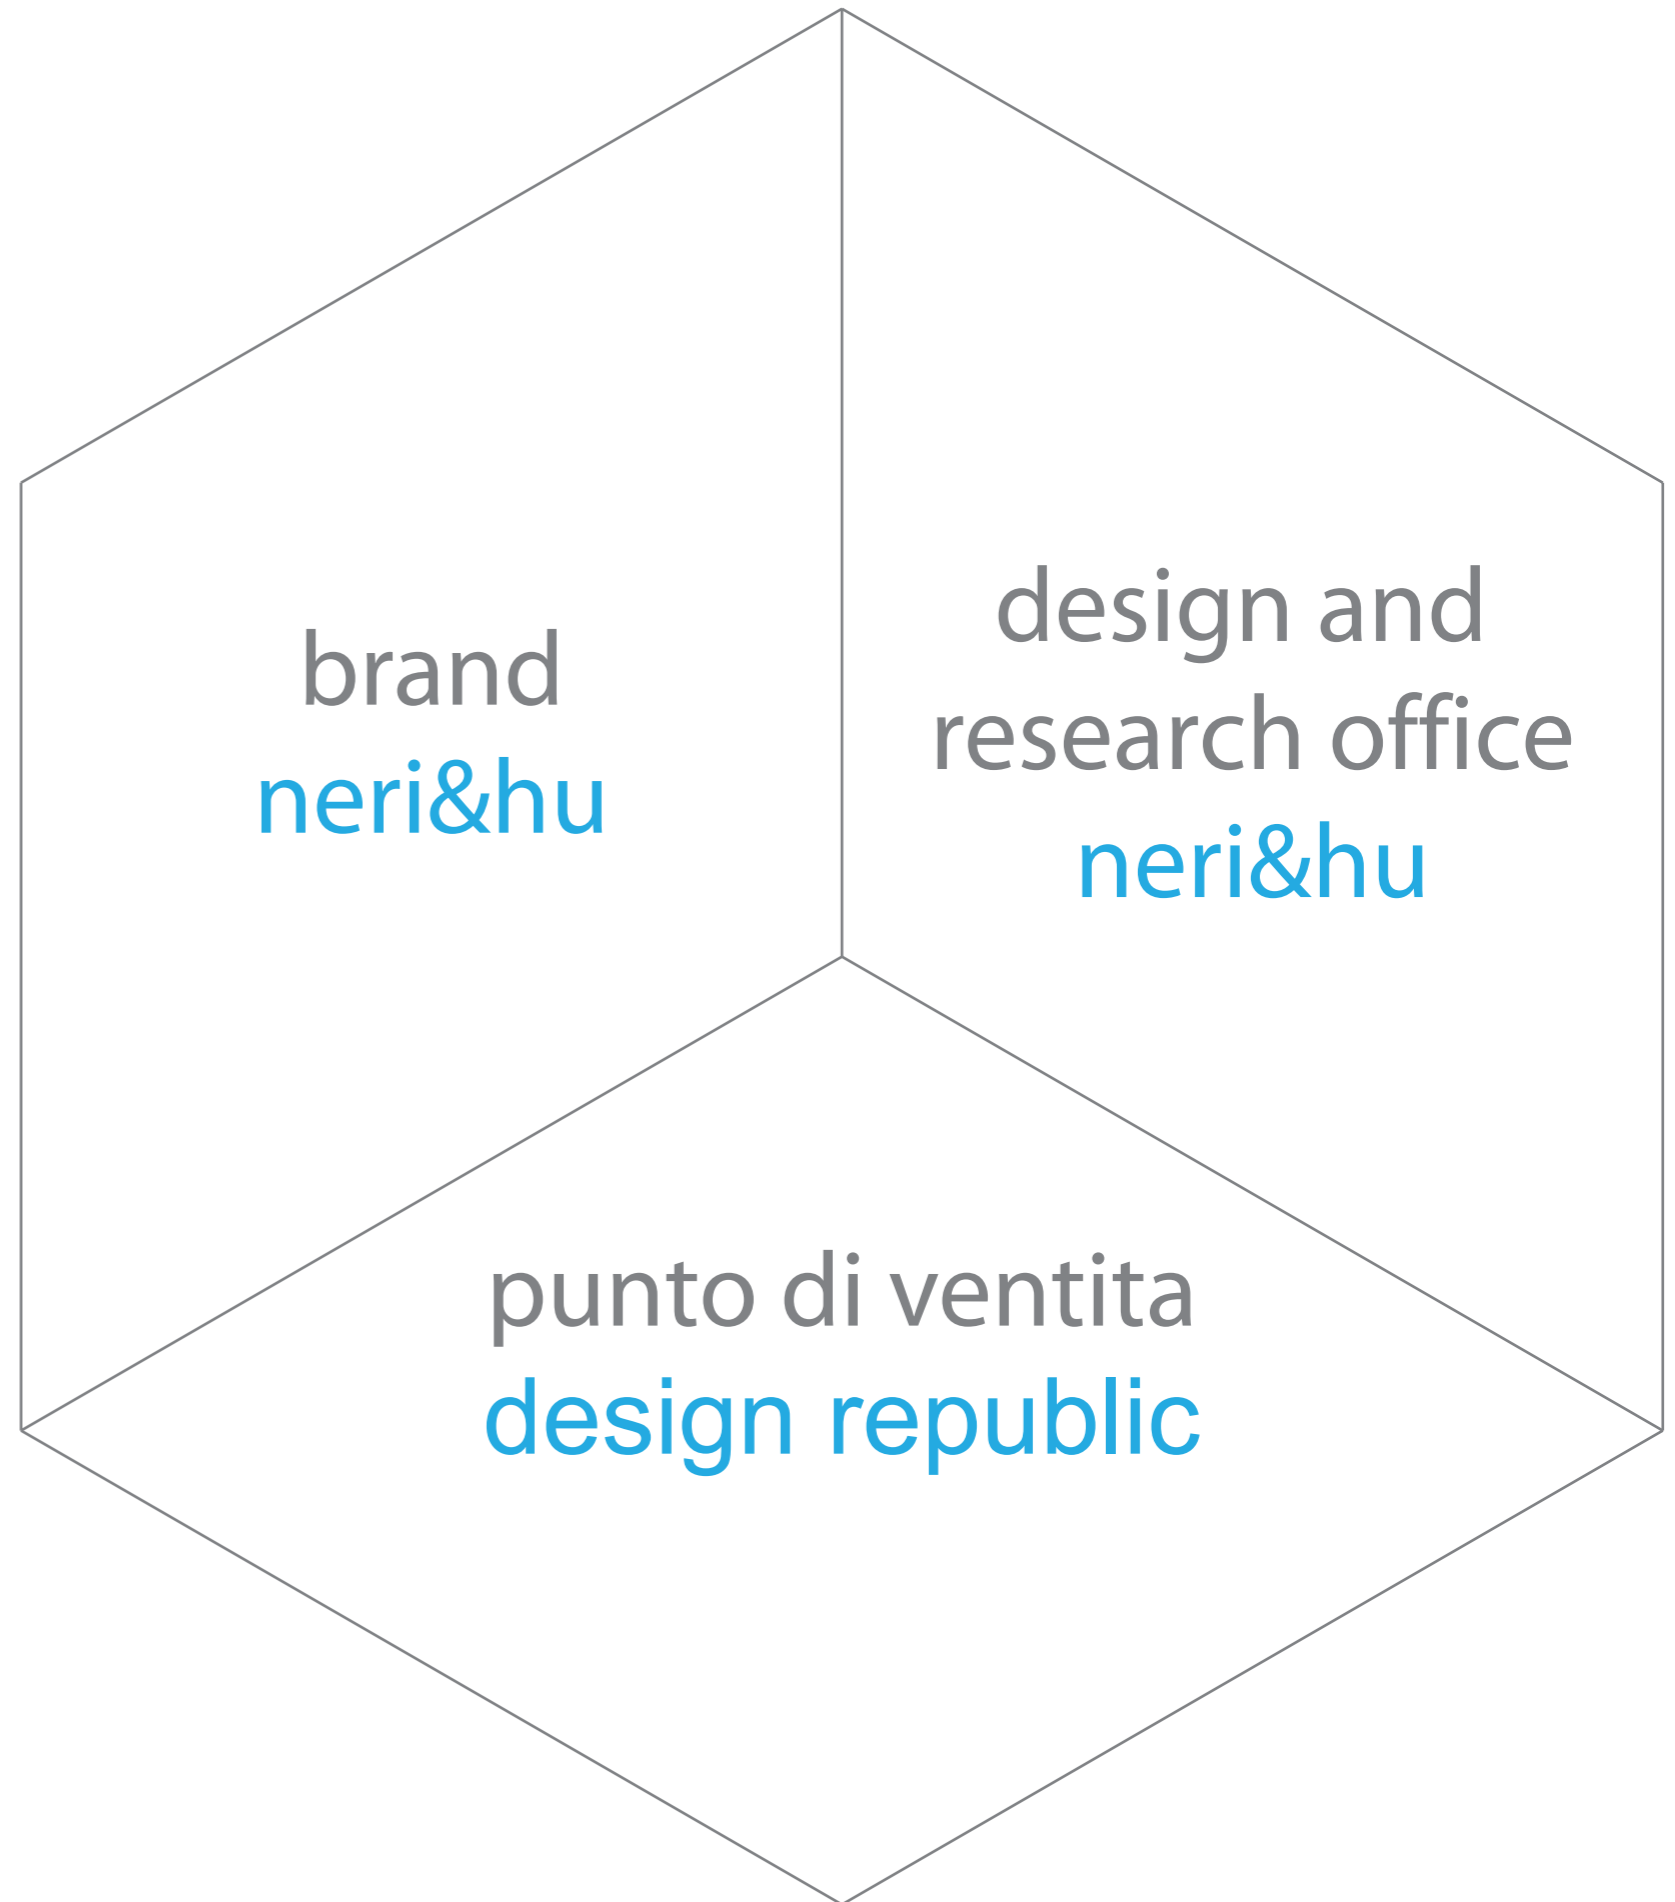 brand
neri&hu
design and
research office
neri&hu
punto di ventita
design republic